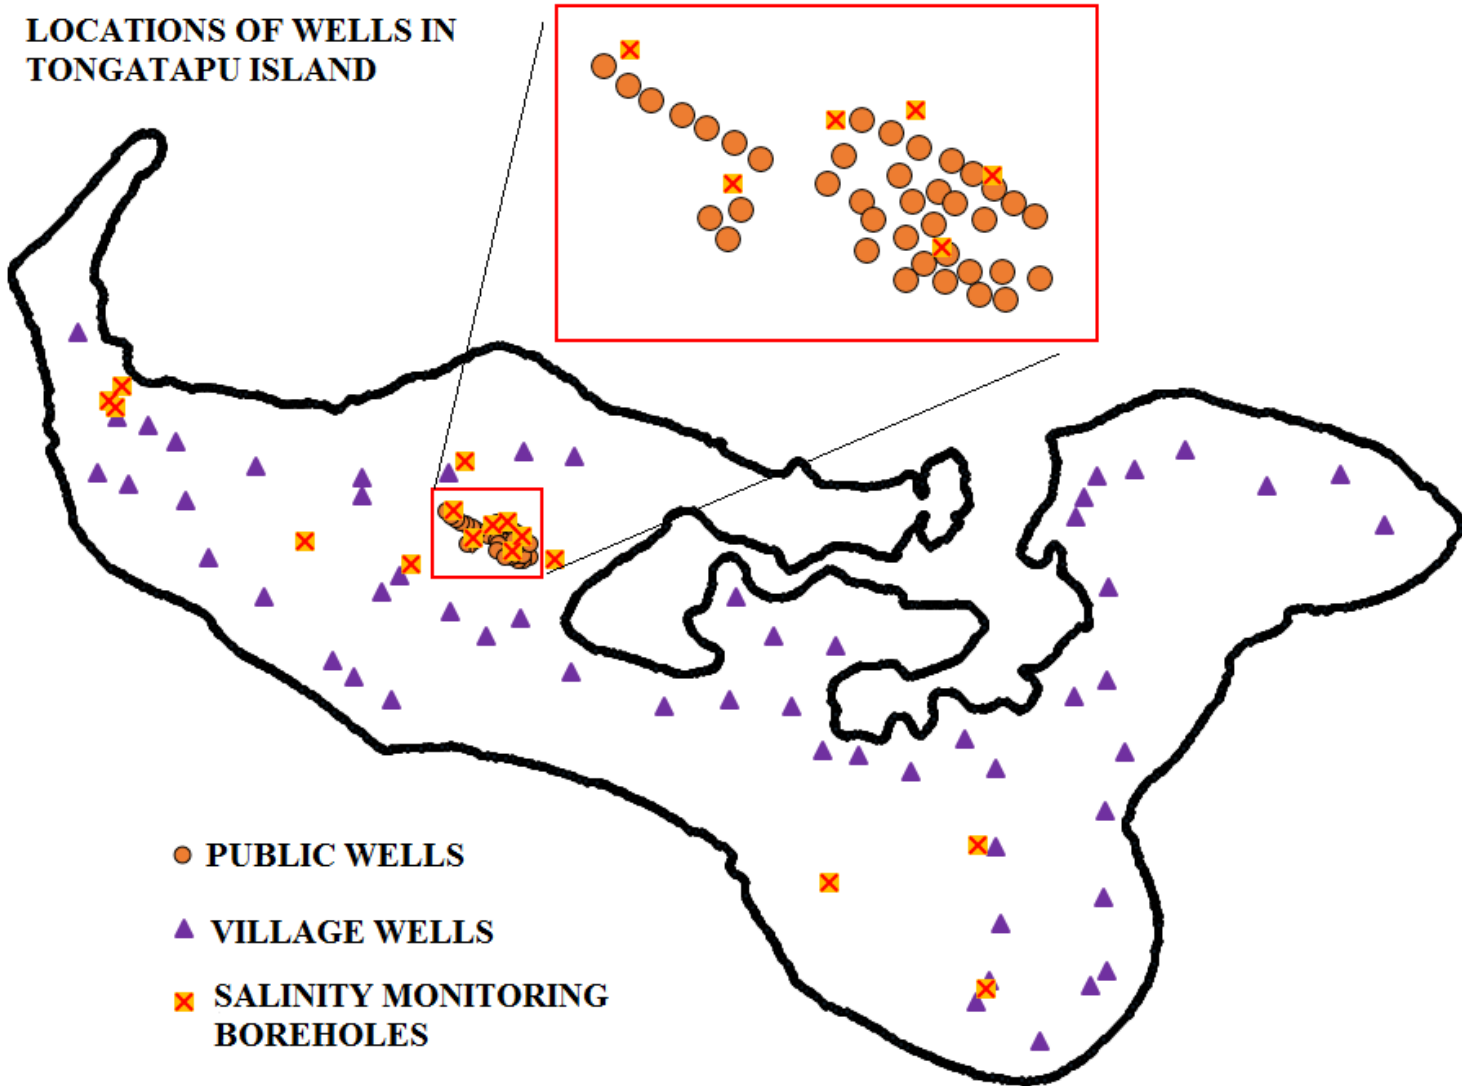 LOCATIONS OF WELLS IN
TONGATAPU ISLAND
PUBLIC WELLS
VILLAGE WELLS
SALINITY MONITORING
BOREHOLES